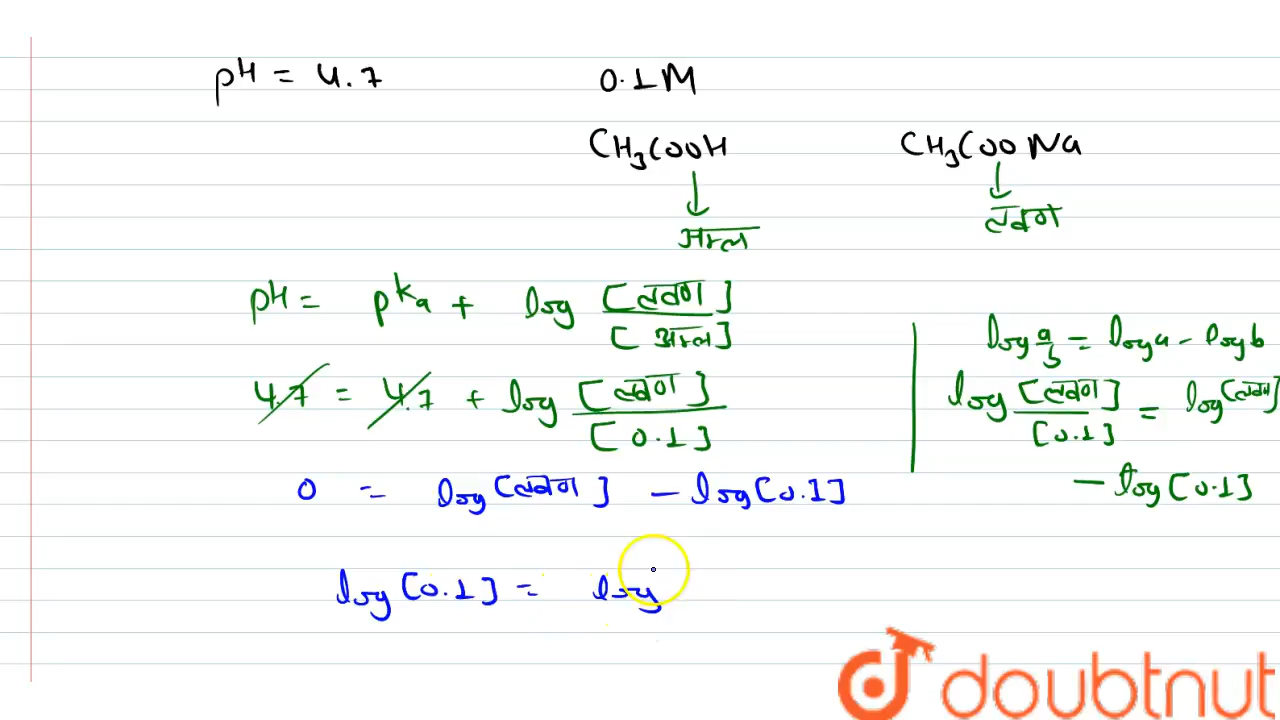 pH = 4.7 0.1M
CH3COOH CH3COONa
↓ ↓
अम्ल लवण
pH = pKa + log [लवण] / [अम्ल]
4.7 = 4.7 + log [लवण] / [0.1]
0 = log [लवण] - log [0.1]
log [0.1] = log
log a/b = log a - log b
log [लवण] / [0.1] = log [लवण]
- log [0.1]
doubtnut